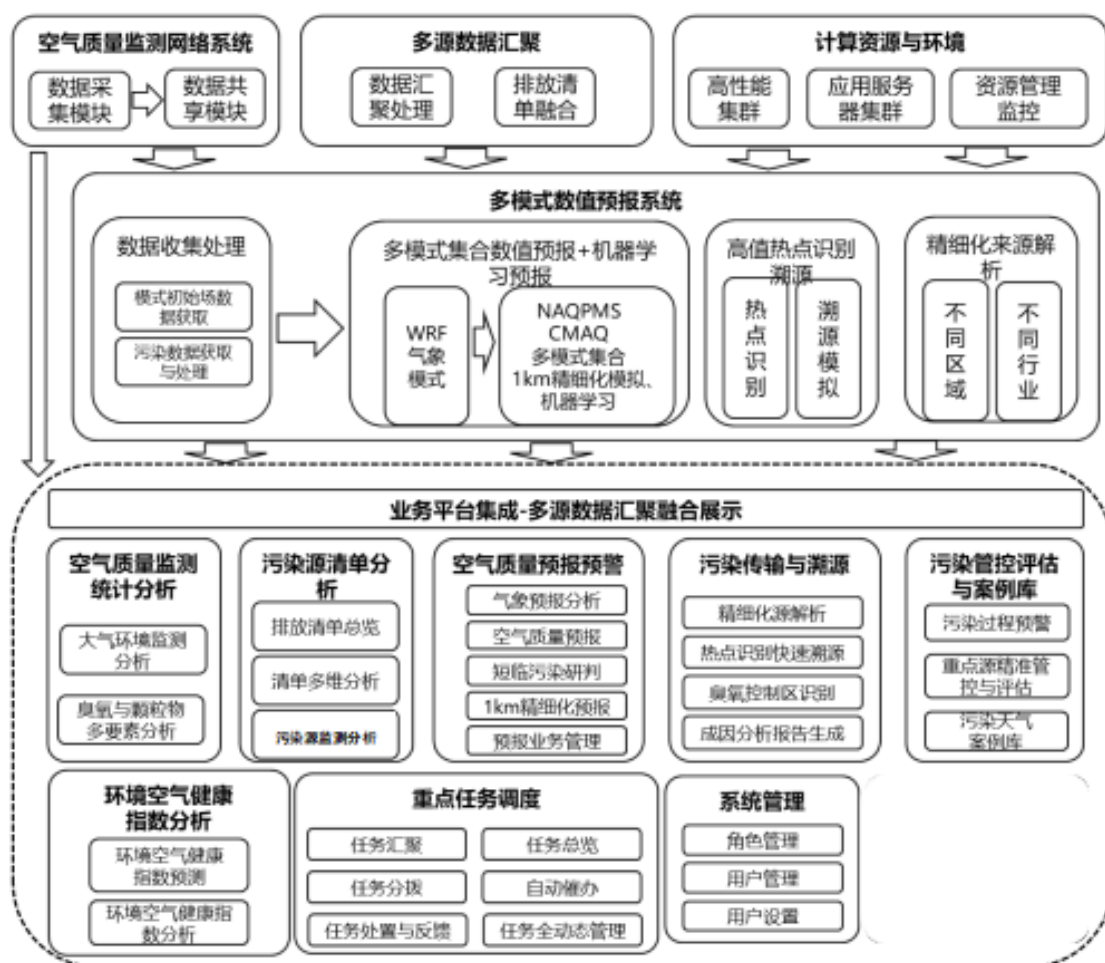 空气质量监测网络系统
数据采
集模块
数据共
享模块
多源数据汇聚
数据汇
聚处理
排放清
单融合
计算资源与环境
高性能
集群
应用服务
器集群
资源管理
监控
多模式数值预报系统
数据收集处理
模式初始场数
据获取
污染数据获取
与处理
多模式集合数值预报+机器学
习预报
WRF
气象
模式
NAQPMS
CMAQ
多模式集合
1km精细化模拟、
机器学习
高值热点识别
溯源
热点识别
溯源模拟
精细化来源解
析
不同区域
不同行业
业务平台集成-多源数据汇聚融合展示
空气质量监测
统计分析
大气环境监测
分析
臭氧与颗粒物
多要素分析
污染源清单分
析
排放清单总览
清单多维分析
污染源监测分析
空气质量预报预警
气象预报分析
空气质量预报
短临污染研判
1km精细化预报
预报业务管理
污染传输与溯源
精细化源解析
热点识别快速溯源
臭氧控制区识别
成因分析报告生成
污染管控评估
与案例库
污染过程预警
重点源精准管
控与评估
污染天气
案例库
环境空气健康
指数分析
环境空气健康
指数预测
环境空气健康指
数分析
重点任务调度
任务汇聚
任务总览
任务分拨
自动催办
任务处置与反馈
任务全动态管理
系统管理
角色管理
用户管理
用户设置